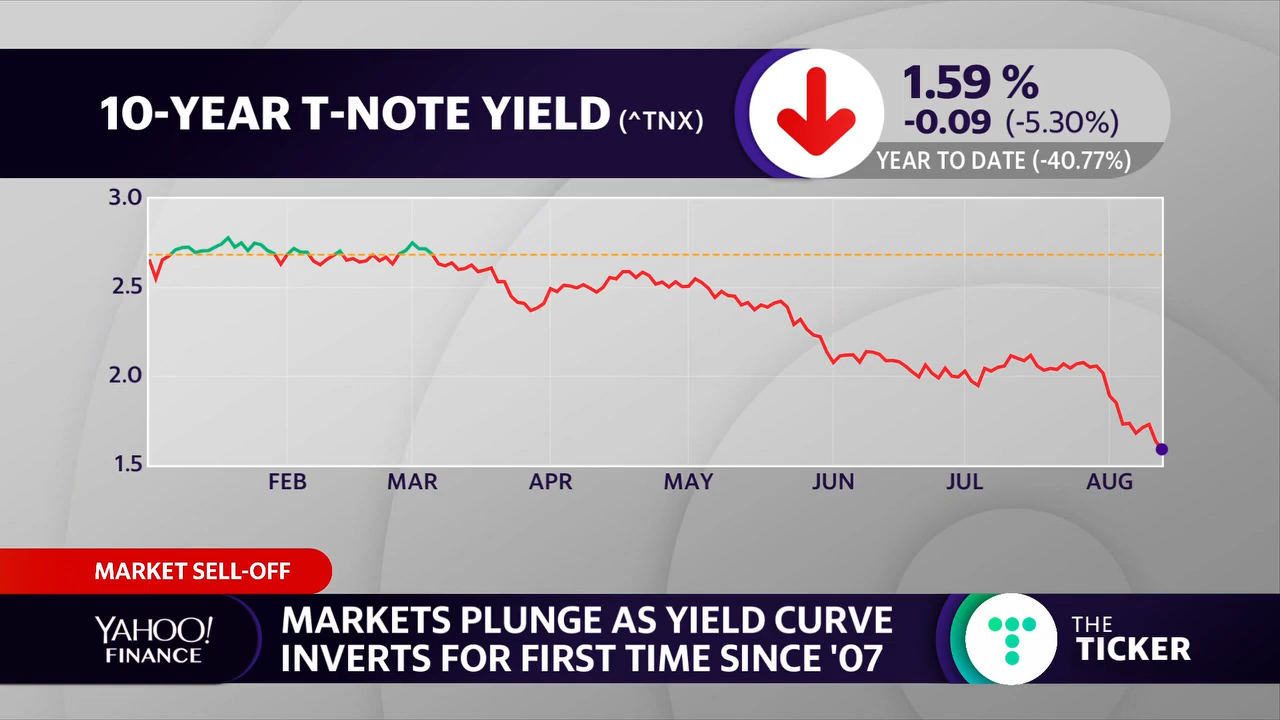 10-YEAR T-NOTE YIELD (^TNX)
1.59 %
-0.09 (-5.30%)
YEAR TO DATE (-40.77%)
3.0
2.5
2.0
1.5
FEB MAR APR MAY JUN JUL AUG
MARKET SELL-OFF
YAHOO!
FINANCE
MARKETS PLUNGE AS YIELD CURVE
INVERTS FOR FIRST TIME SINCE '07
THE
TICKER